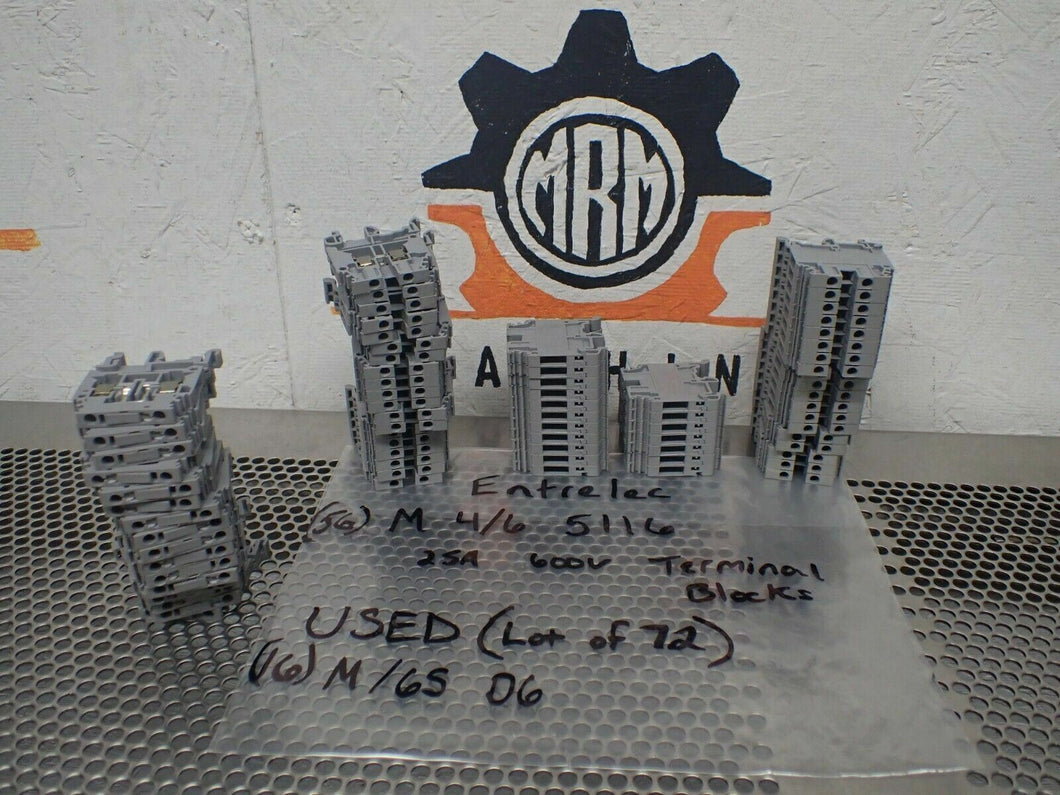 MRM
A H I N
Entrelec
(56) M 4/6 5116
25A 600V Terminal
Blocks
USED (Lot of 72)
(16) M/6S D6